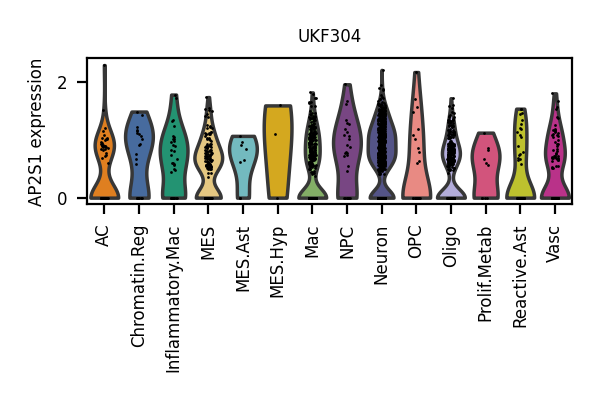 UKF304
AP2S1 expression
2
0
AC
Chromatin.Reg
Inflammatory.Mac
MES
MES.Ast
MES.Hyp
Mac
NPC
Neuron
OPC
Oligo
Prolif.Metab
Reactive.Ast
Vasc